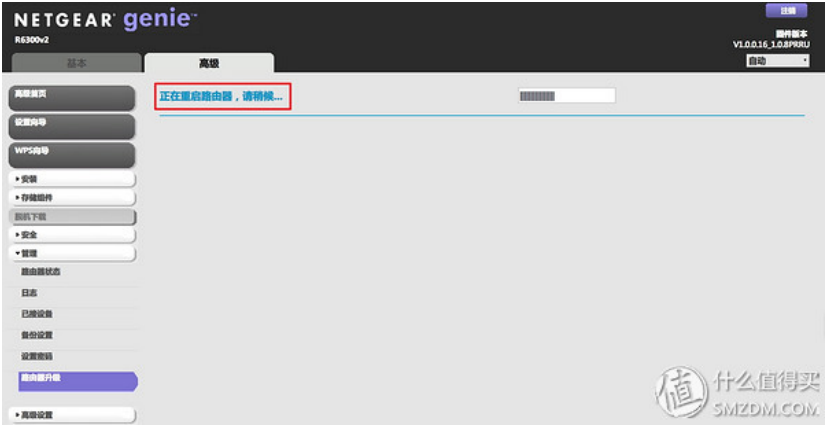 NETGEAR genie
R6300v2
注销
固件版本
V1.0.0.16_1.0.8PRRU
自动
基本
高级
高级首页
设置向导
WPS向导
安装
存储组件
脱机下载
安全
管理
路由器状态
日志
已接设备
备份设置
设置密码
路由器升级
高级设置
正在重启路由器，请稍候...
值 什么值得买
SMZDM.COM